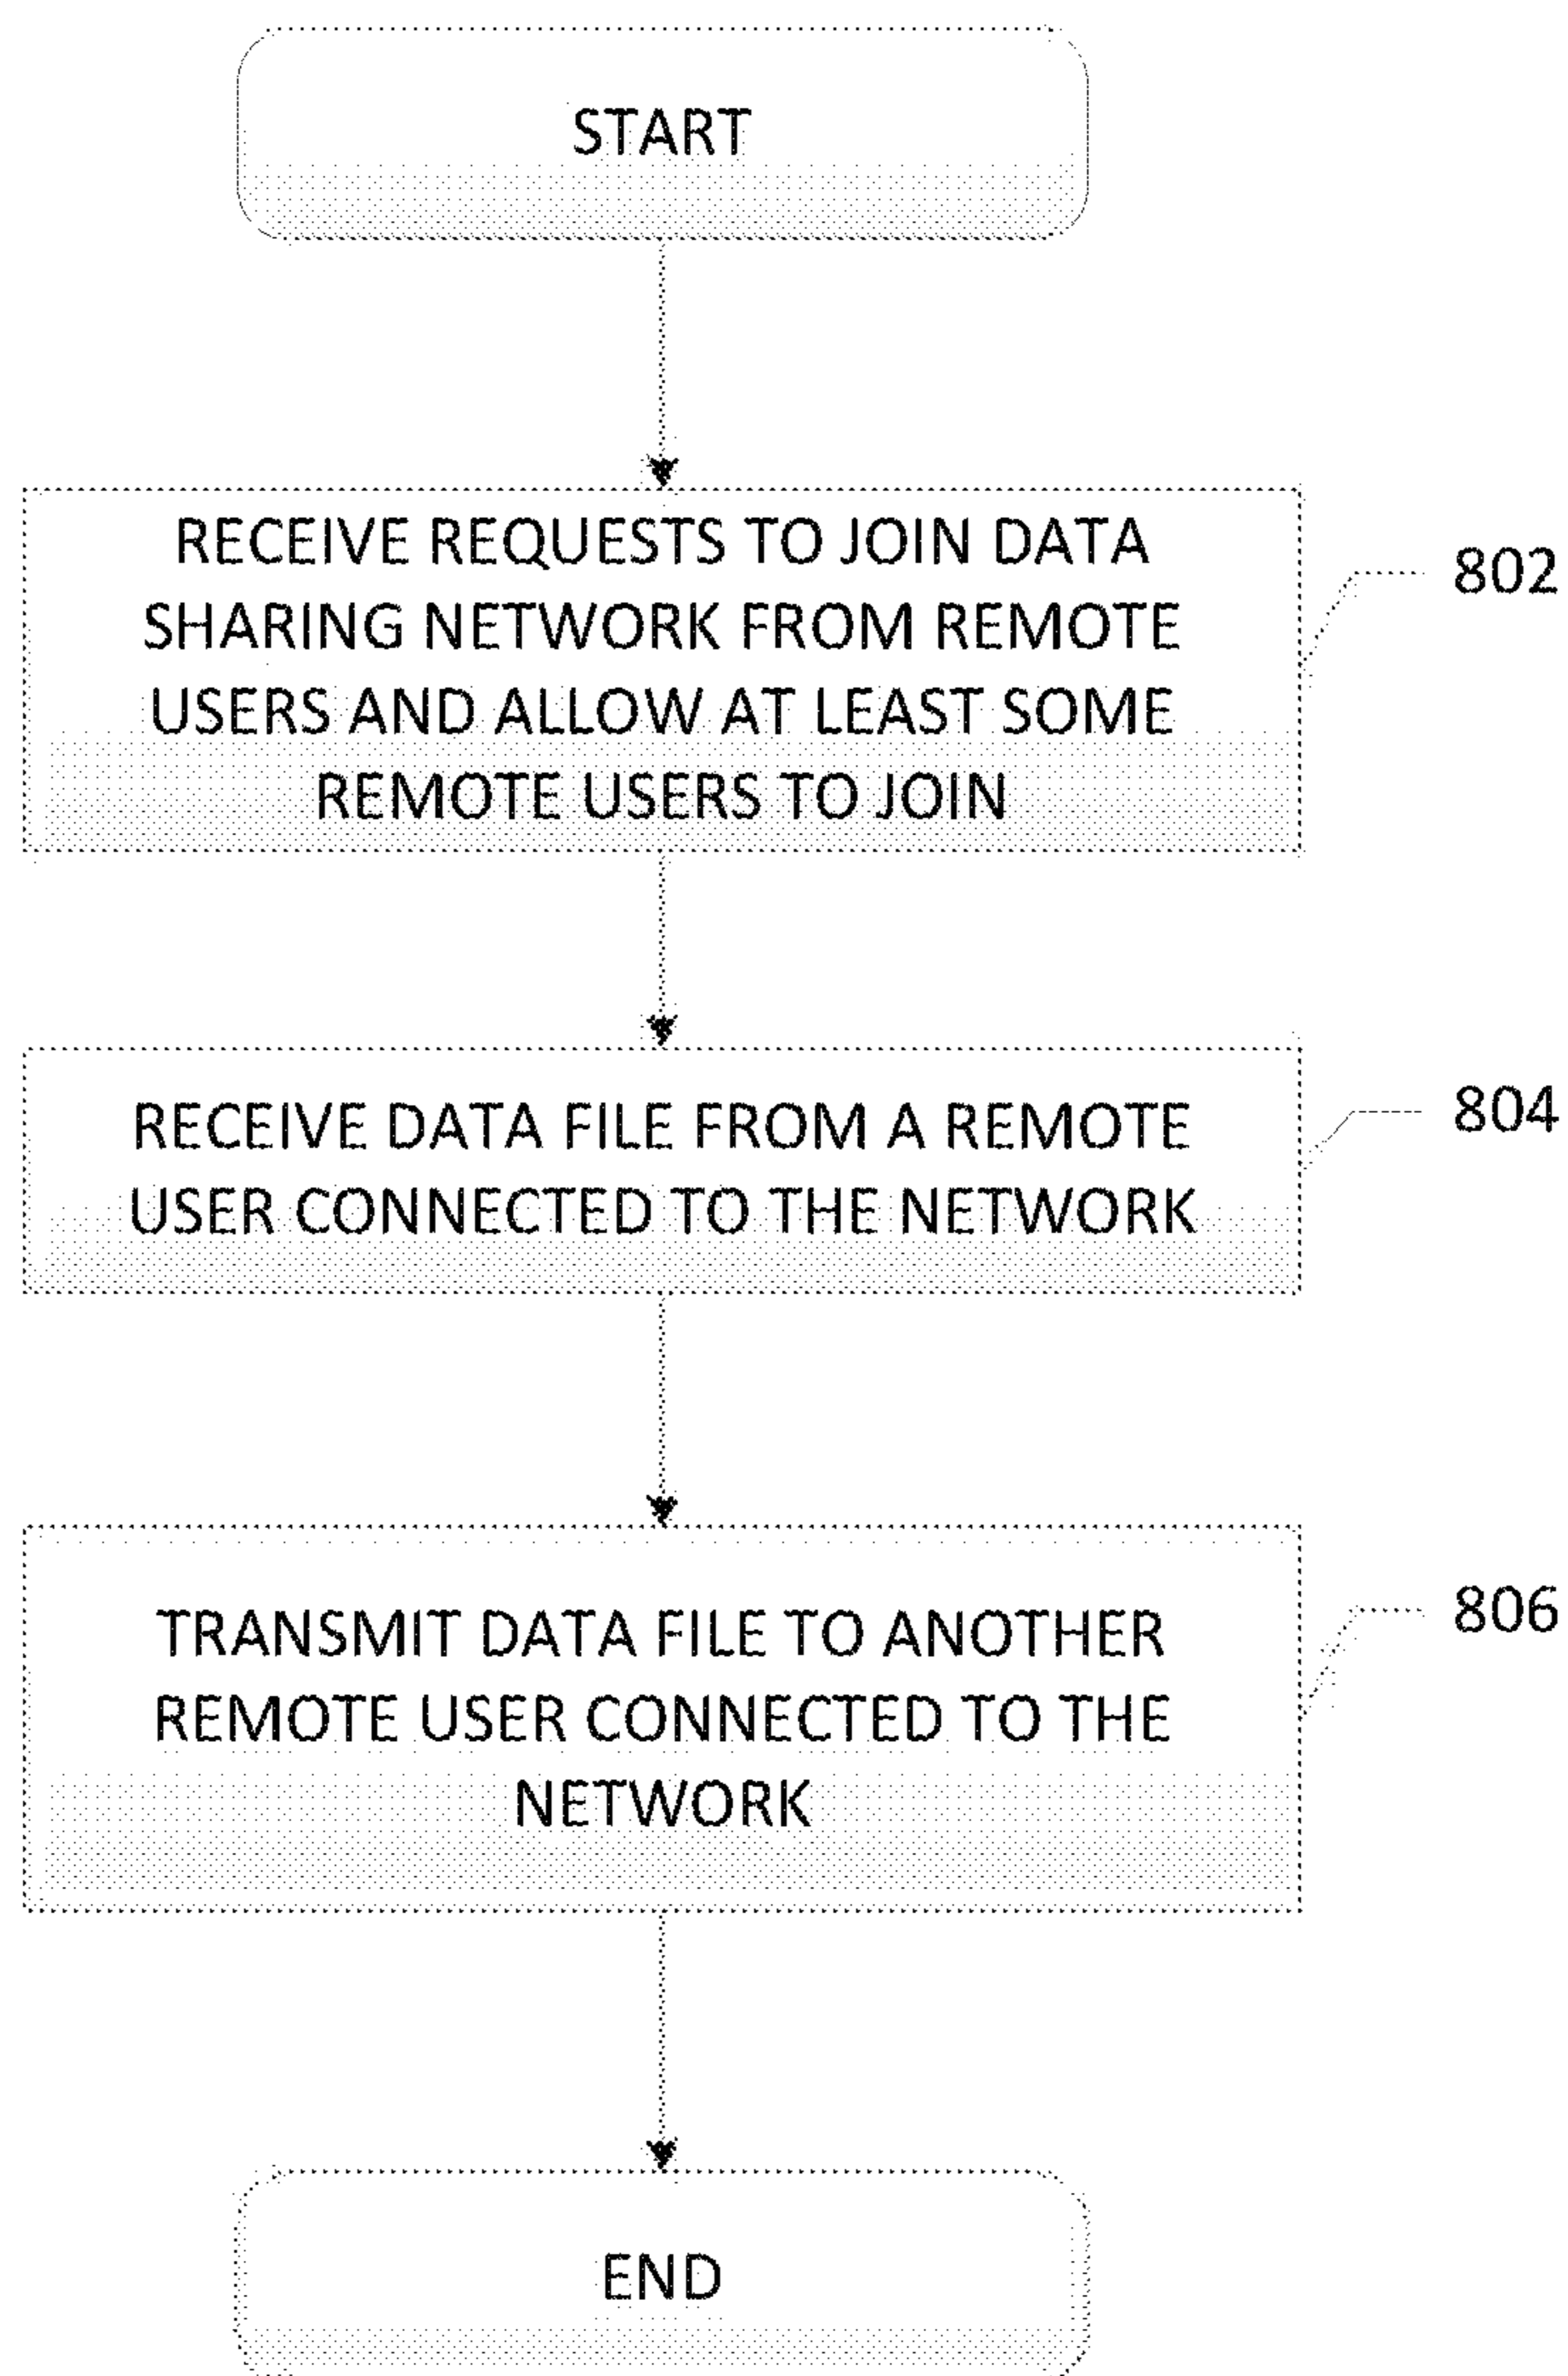 START
RECEIVE REQUESTS TO JOIN DATA
SHARING NETWORK FROM REMOTE
USERS AND ALLOW AT LEAST SOME
REMOTE USERS TO JOIN
802
RECEIVE DATA FILE FROM A REMOTE
USER CONNECTED TO THE NETWORK
804
TRANSMIT DATA FILE TO ANOTHER
REMOTE USER CONNECTED TO THE
NETWORK
806
END